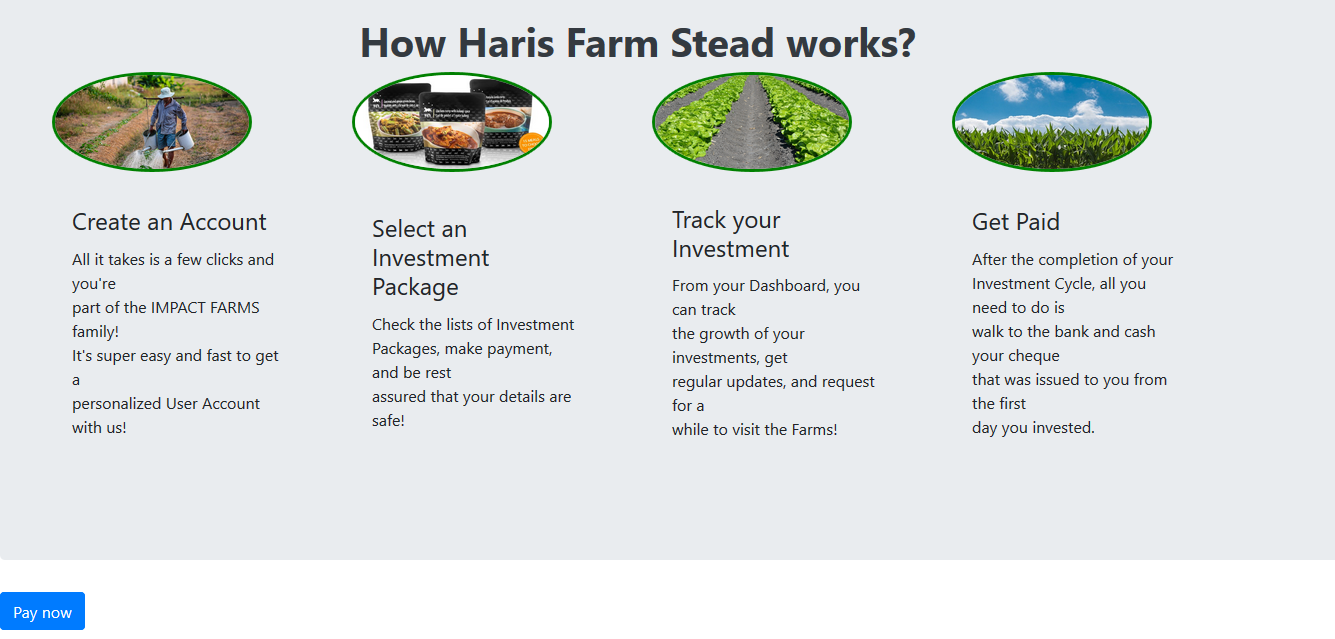 How Haris Farm Stead works?
Create an Account
All it takes is a few clicks and
you're
part of the IMPACT FARMS
family!
It's super easy and fast to get
a
personalized User Account
with us!
Select an
Investment
Package
Check the lists of Investment
Packages, make payment,
and be rest
assured that your details are
safe!
Track your
Investment
From your Dashboard, you
can track
the growth of your
investments, get
regular updates, and request
for a
while to visit the Farms!
Get Paid
After the completion of your
Investment Cycle, all you
need to do is
walk to the bank and cash
your cheque
that was issued to you from
the first
day you invested.
Pay now